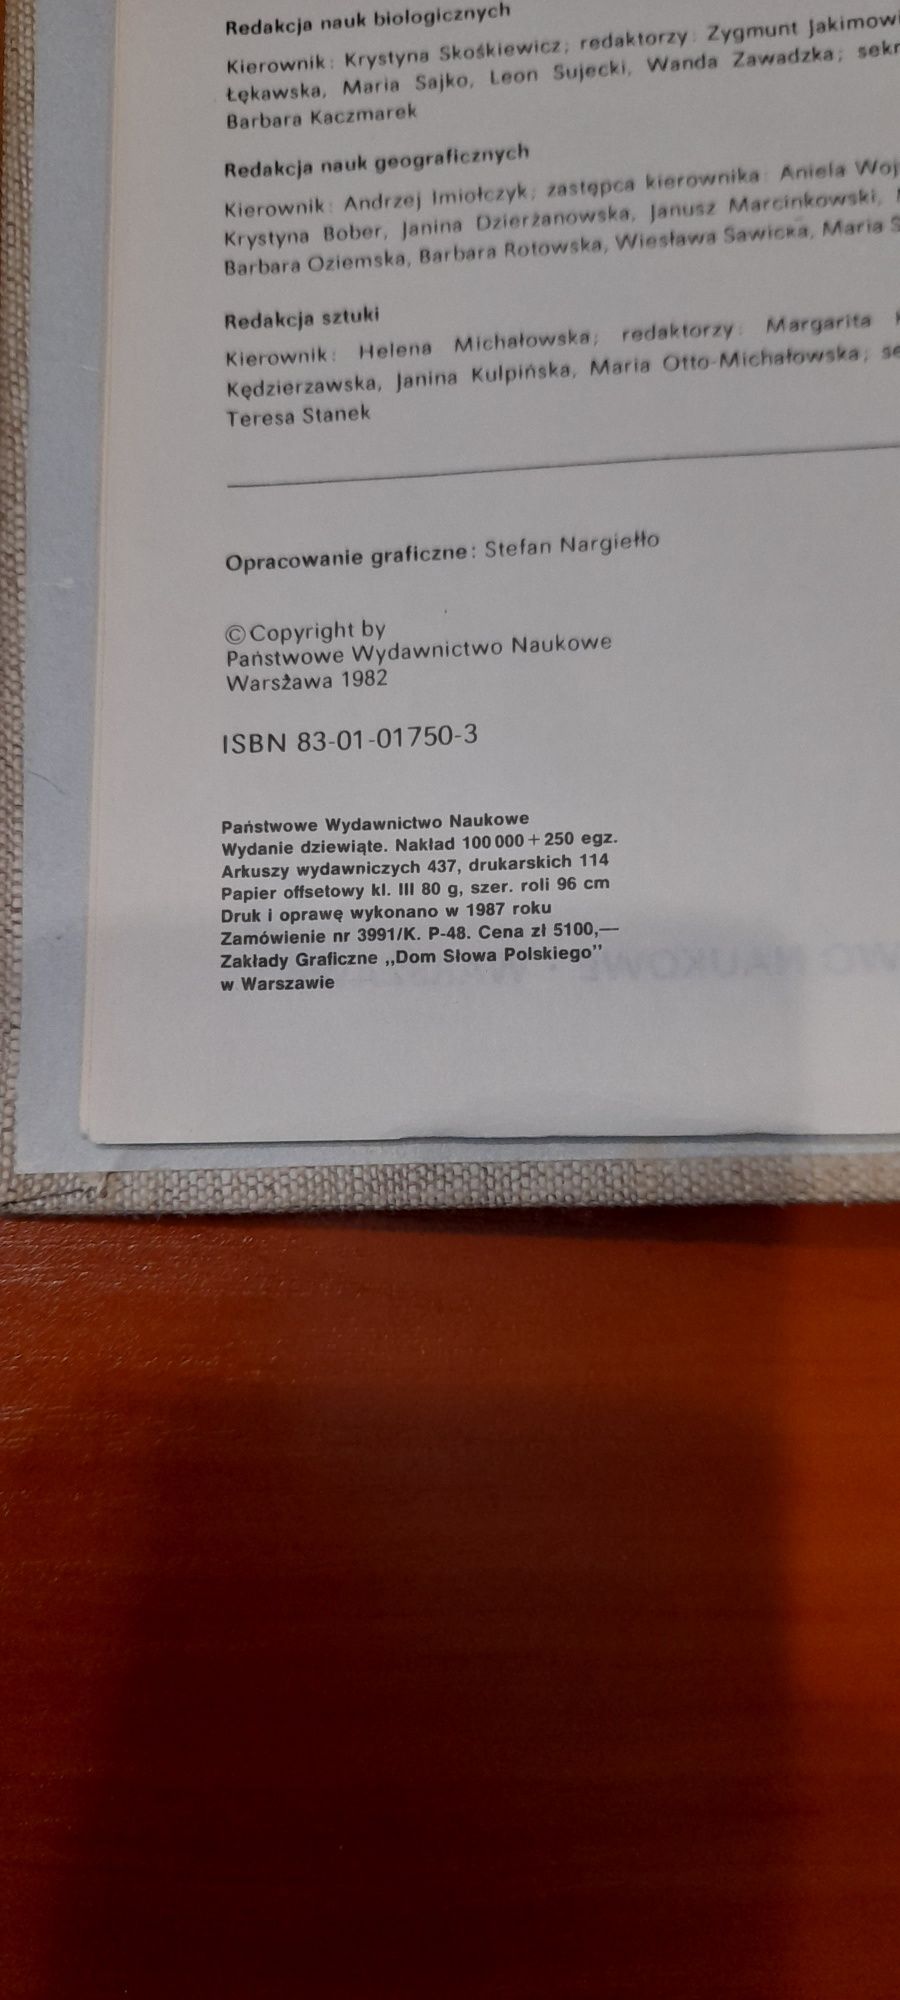 Redakcja nauk biologicznych
Kierownik: Krystyna Skośkiewicz; redaktorzy: Zygmunt Jakimowi
Łękawska, Maria Sajko, Leon Sujecki, Wanda Zawadzka; sekr
Barbara Kaczmarek
Redakcja nauk geograficznych
Kierownik: Andrzej Imiołczyk; zastępca kierownika: Aniela Woj
Krystyna Bober, Janina Dzierżanowska, Janusz Marcinkowski,
Barbara Oziemska, Barbara Rotowska, Wiesława Sawicka, Maria S
Redakcja sztuki
Kierownik: Helena Michałowska; redaktorzy: Margarita
Kędzierzawska, Janina Kulpińska, Maria Otto-Michałowska; se
Teresa Stanek
Opracowanie graficzne: Stefan Nargiełło
© Copyright by
Państwowe Wydawnictwo Naukowe
Warszawa 1982
ISBN 83-01-01750-3
Państwowe Wydawnictwo Naukowe
Wydanie dziewiąte. Nakład 100 000 + 250 egz.
Arkuszy wydawniczych 437, drukarskich 114
Papier offsetowy kl. III 80 g, szer. roli 96 cm
Druk i oprawę wykonano w 1987 roku
Zamówienie nr 3991/K. P-48. Cena zł 5100,—
Zakłady Graficzne „Dom Słowa Polskiego”
w Warszawie